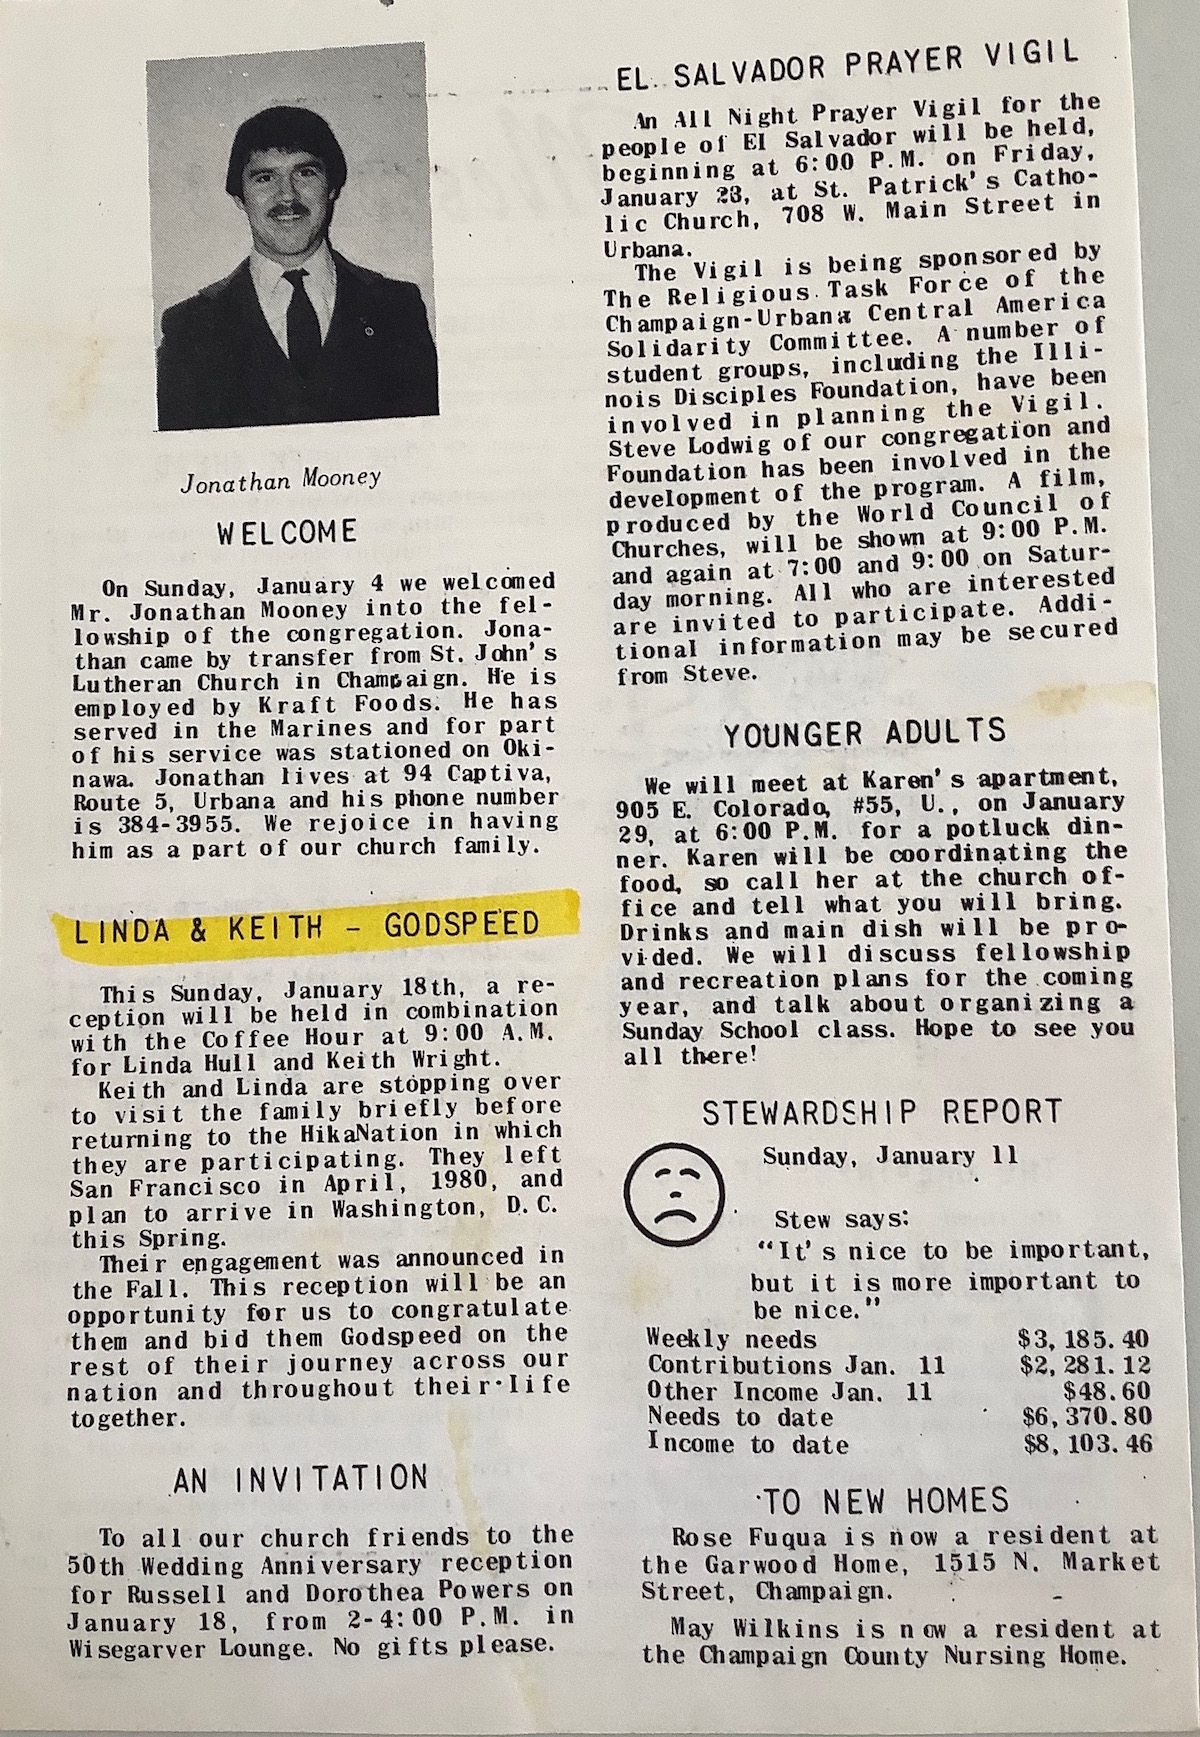 Jonathan Mooney
WELCOME
On Sunday, January 4 we welcomed
Mr. Jonathan Mooney into the fel-
lowship of the congregation. Jona-
than came by transfer from St. John's
Lutheran Church in Champaign. He is
employed by Kraft Foods. He has
served in the Marines and for part
of his service was stationed on Oki-
nawa. Jonathan lives at 94 Captiva,
Route 5, Urbana and his phone number
is 384-3955. We rejoice in having
him as a part of our church family.
LINDA & KEITH - GODSPEED
This Sunday, January 18th, a re-
ception will be held in combination
with the Coffee Hour at 9:00 A.M.
for Linda Hull and Keith Wright.
Keith and Linda are stopping over
to visit the family briefly before
returning to the HikaNation in which
they are participating. They left
San Francisco in April, 1980, and
plan to arrive in Washington, D.C.
this Spring.
Their engagement was announced in
the Fall. This reception will be an
opportunity for us to congratulate
them and bid them Godspeed on the
rest of their journey across our
nation and throughout their life
together.
AN INVITATION
To all our church friends to the
50th Wedding Anniversary reception
for Russell and Dorothea Powers on
January 18, from 2-4:00 P.M. in
Wisegarver Lounge. No gifts please.
EL SALVADOR PRAYER VIGIL
An All Night Prayer Vigil for the
people of El Salvador will be held,
beginning at 6:00 P.M. on Friday,
January 23, at St. Patrick's Catho-
lic Church, 708 W. Main Street in
Urbana.
The Vigil is being sponsored by
The Religious Task Force of the
Champaign-Urbana Central America
Solidarity Committee. A number of
student groups, including the Illi-
nois Disciples Foundation, have been
involved in planning the Vigil.
Steve Lodwig of our congregation and
Foundation has been involved in the
development of the program. A film,
produced by the World Council of
Churches, will be shown at 9:00 P.M.
and again at 7:00 and 9:00 on Satur-
day morning. All who are interested
are invited to participate. Addi-
tional information may be secured
from Steve.
YOUNGER ADULTS
We will meet at Karen's apartment,
905 E. Colorado, #55, U., on January
29, at 6:00 P.M. for a potluck din-
ner. Karen will be coordinating the
food, so call her at the church of-
fice and tell what you will bring.
Drinks and main dish will be pro-
vided. We will discuss fellowship
and recreation plans for the coming
year, and talk about organizing a
Sunday School class. Hope to see you
all there!
STEWARDSHIP REPORT
Sunday, January 11
Stew says:
"It's nice to be important,
but it is more important to
be nice."
Weekly needs $3,185.40
Contributions Jan. 11 $2,281.12
Other Income Jan. 11 $48.60
Needs to date $6,370.80
Income to date $8,103.46
TO NEW HOMES
Rose Fuqua is now a resident at
the Garwood Home, 1515 N. Market
Street, Champaign.
May Wilkins is now a resident at
the Champaign County Nursing Home.